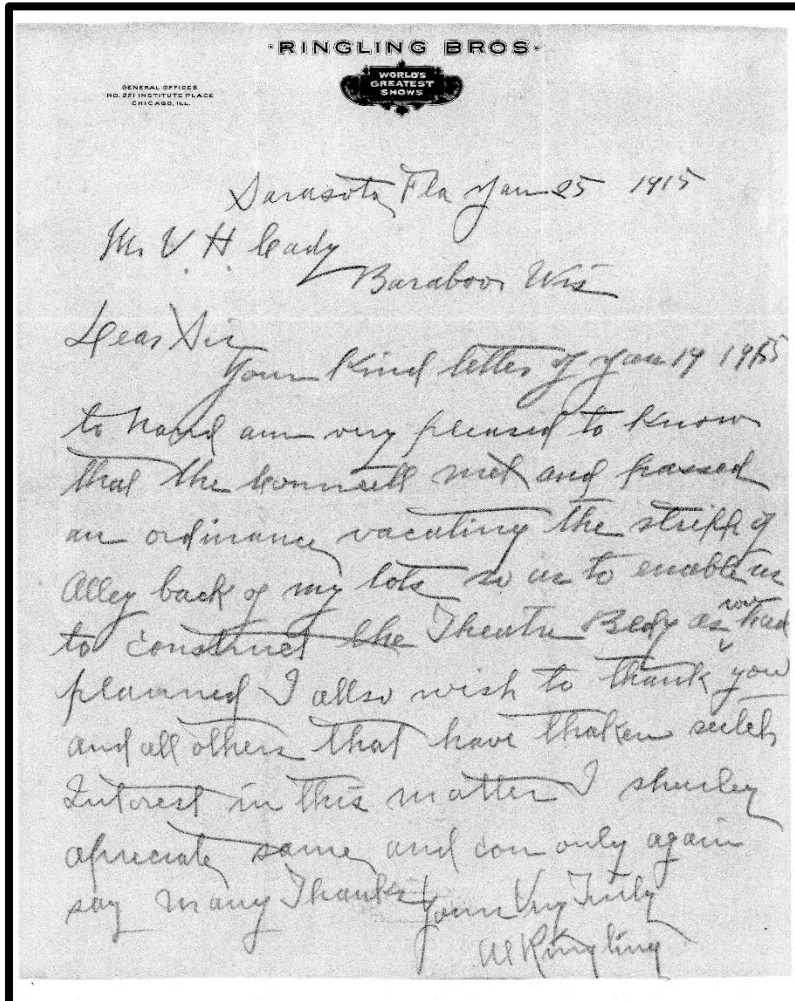 ·RINGLING BROS·
WORLD'S
GREATEST
SHOWS
GENERAL OFFICES
NO. 221 INSTITUTE PLACE
CHICAGO, ILL.
Sarasota, Fla Jan 25 1915
Mr. V. H. Cady
Baraboo, Wis
Dear Sir
Your Kind letter of Jan 19 1915
to hand am very pleased to know
that the Counsell met and passed
an ordinance vacating the stripp of
Alley back of my lots so as to enable us
to construct the Theatre Bldg as we had
planned I allso wish to thank you
and all others that have thaken sutch
Interest in this matter I shurley
apreciate same and can only again
say many Thanks
Yours Very Truly
Al Ringling